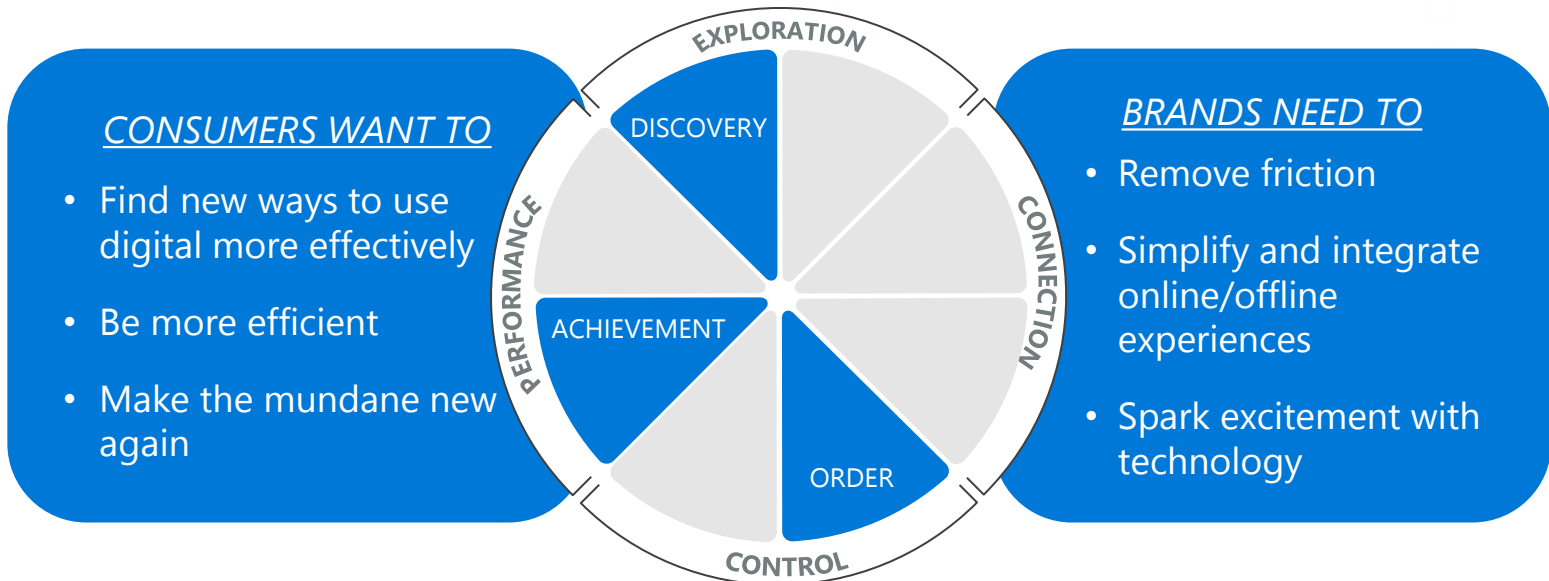 CONSUMERS WANT TO
• Find new ways to use
digital more effectively
• Be more efficient
• Make the mundane new
again
EXPLORATION
PERFORMANCE
CONNECTION
CONTROL
DISCOVERY
ACHIEVEMENT
ORDER
BRANDS NEED TO
• Remove friction
• Simplify and integrate
online/offline
experiences
• Spark excitement with
technology